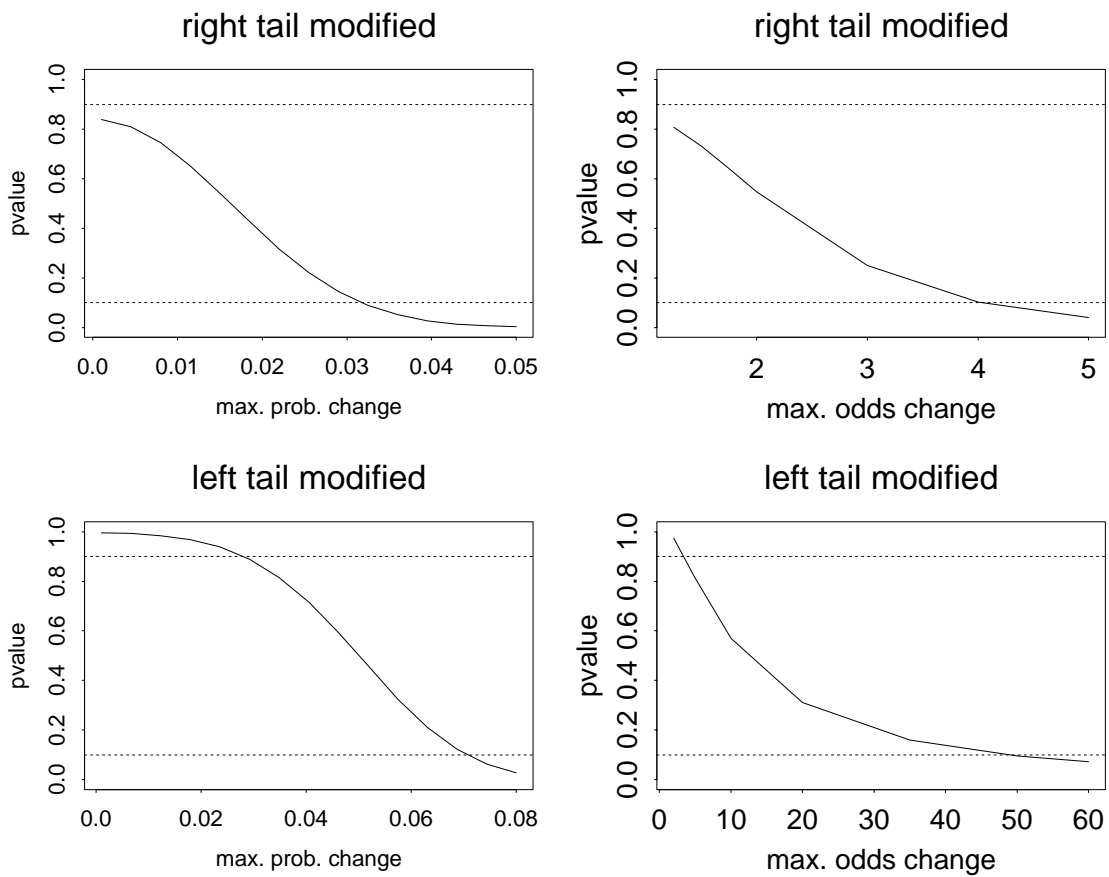 right tail modified
pvalue
0.0 0.2 0.4 0.6 0.8 1.0
0.0 0.01 0.02 0.03 0.04 0.05
max. prob. change
right tail modified
pvalue
0.0 0.2 0.4 0.6 0.8 1.0
2 3 4 5
max. odds change
left tail modified
pvalue
0.0 0.2 0.4 0.6 0.8 1.0
0.0 0.02 0.04 0.06 0.08
max. prob. change
left tail modified
pvalue
0.0 0.2 0.4 0.6 0.8 1.0
0 10 20 30 40 50 60
max. odds change